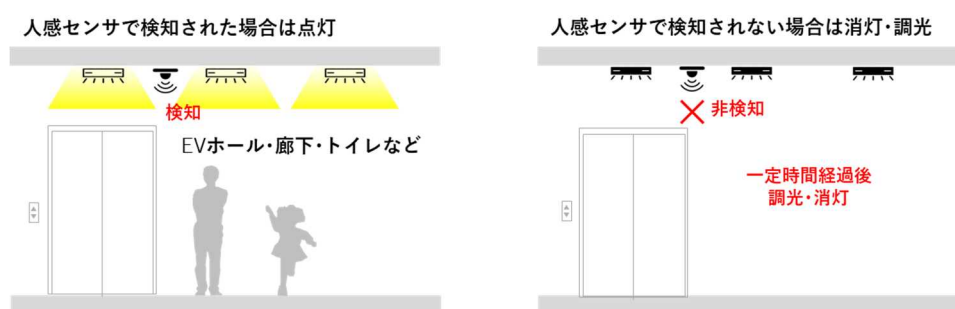 人感センサで検知された場合は点灯
検知
EVホール・廊下・トイレなど
人感センサで検知されない場合は消灯・調光
非検知
一定時間経過後
調光・消灯